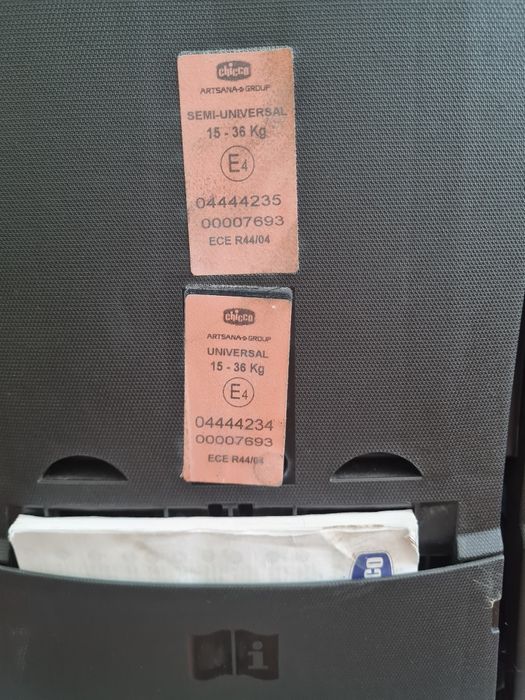 chicco
ARTSANA GROUP
SEMI-UNIVERSAL
15 - 36 Kg
E4
04444235
00007693
ECE R44/04
chicco
ARTSANA GROUP
UNIVERSAL
15 - 36 Kg
E4
04444234
00007693
ECE R44/04
CO
i